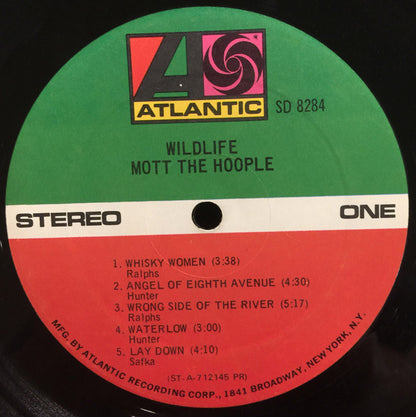 ATLANTIC
SD 8284
WILDLIFE
MOTT THE HOOPLE
STEREO ONE
1. WHISKY WOMEN (3:38)
Ralphs
2. ANGEL OF EIGHTH AVENUE (4:30)
Hunter
3. WRONG SIDE OF THE RIVER (5:17)
Ralphs
4. WATERLOW (3:00)
Hunter
5. LAY DOWN (4:10)
Safka
(ST-A-712145 PR)
MFG. BY ATLANTIC RECORDING CORP., 1841 BROADWAY, NEW YORK, N.Y.